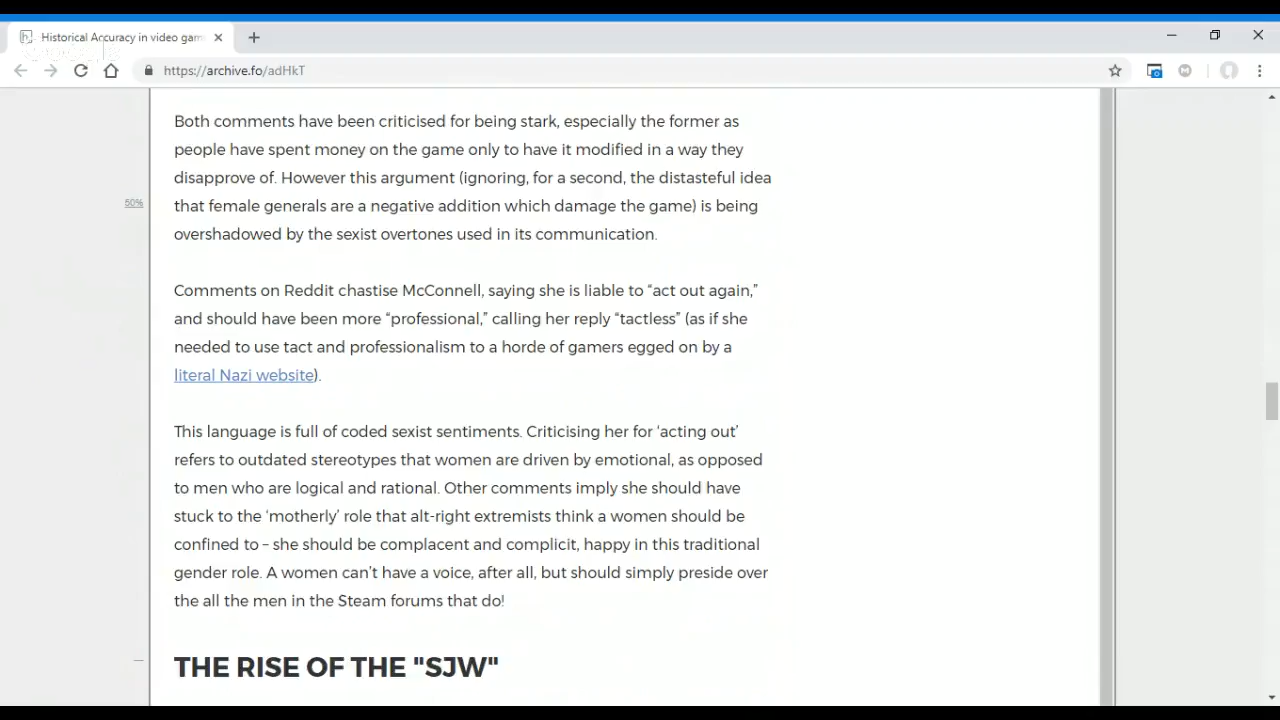 Historical Accuracy in video gam
https://archive.fo/adHkT
Both comments have been criticised for being stark, especially the former as
people have spent money on the game only to have it modified in a way they
disapprove of. However this argument (ignoring, for a second, the distasteful idea
50%
that female generals are a negative addition which damage the game) is being
overshadowed by the sexist overtones used in its communication.
Comments on Reddit chastise McConnell, saying she is liable to “act out again,”
and should have been more “professional,” calling her reply “tactless” (as if she
needed to use tact and professionalism to a horde of gamers egged on by a
literal Nazi website).
This language is full of coded sexist sentiments. Criticising her for ‘acting out’
refers to outdated stereotypes that women are driven by emotional, as opposed
to men who are logical and rational. Other comments imply she should have
stuck to the ‘motherly’ role that alt-right extremists think a women should be
confined to – she should be complacent and complicit, happy in this traditional
gender role. A women can’t have a voice, after all, but should simply preside over
the all the men in the Steam forums that do!
THE RISE OF THE "SJW"